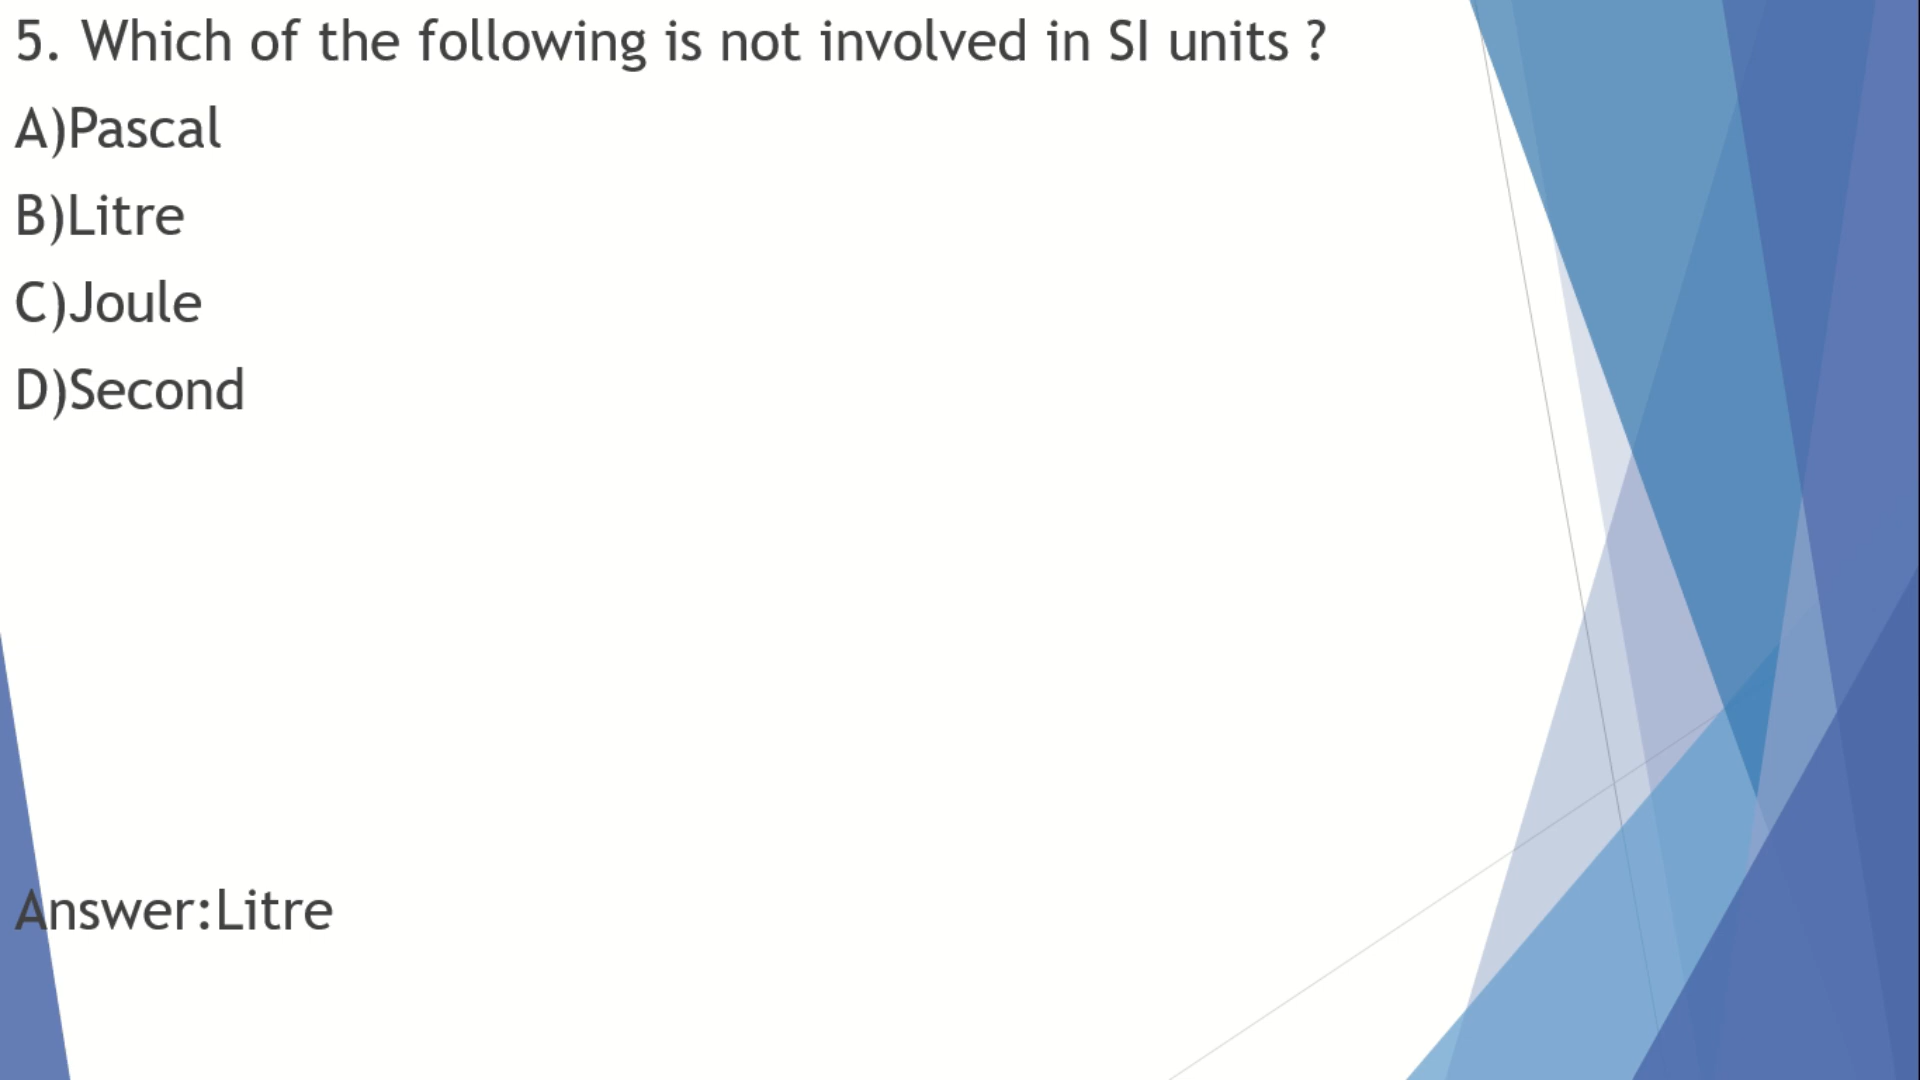 5. Which of the following is not involved in SI units ?
A)Pascal
B)Litre
C)Joule
D)Second
Answer:Litre